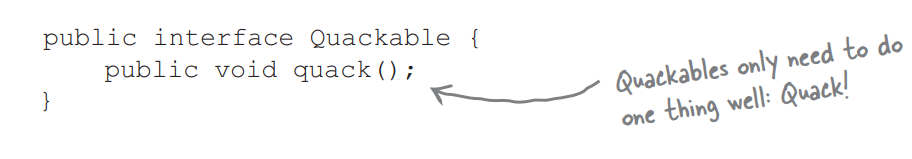 public interface Quackable {
    public void quack();
}
Quackables only need to do
one thing well: Quack!